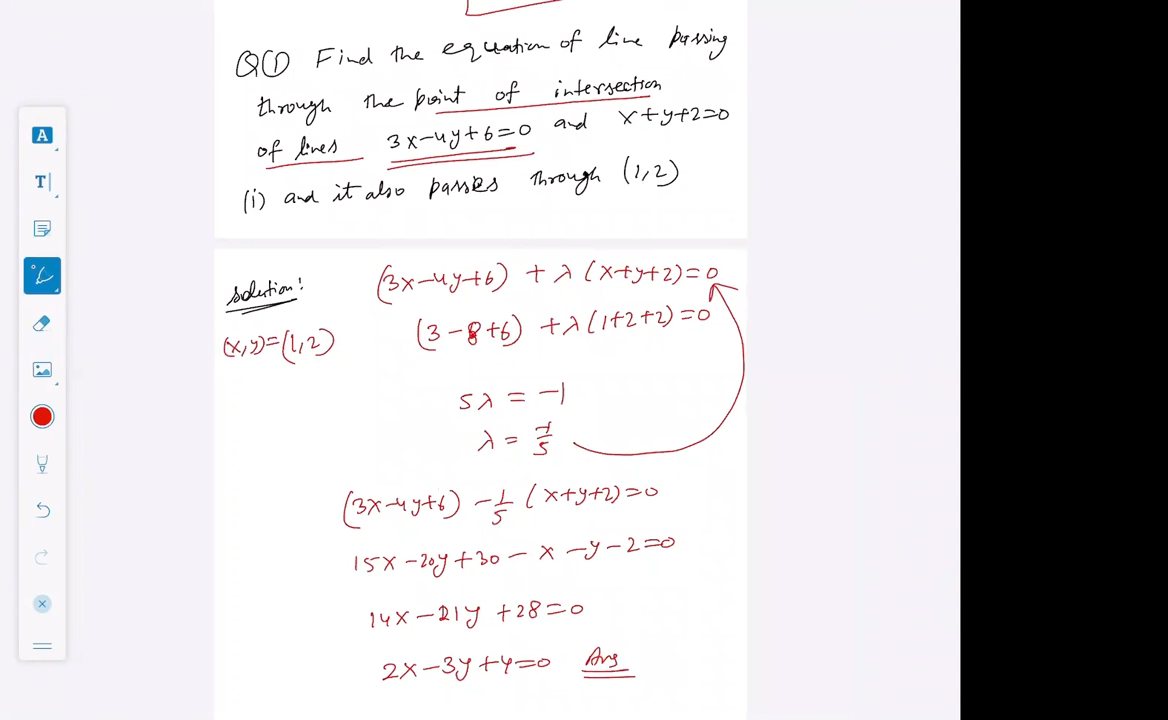 Q① Find the equation of line passing
through the point of intersection
of lines 3x-4y+6=0 and x+y+2=0
(i) and it also passes through (1,2)
Solution!
(3x-4y+6) + λ (x+y+2)=0
(3-8+6) + λ(1+2+2)=0
(x,y)=(1,2)
5λ = -1
λ = -1/5
(3x-4y+6) -1/5 (x+y+2)=0
15x-20y+30-x-y-2=0
14x-21y+28=0
2x-3y+4=0 Ans
A
T